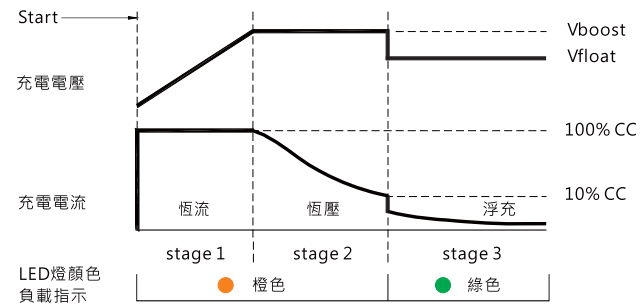 Start
Vboost
Vfloat
充電電壓
100% CC
10% CC
充電電流
恆流
恆壓
浮充
stage 1
stage 2
stage 3
LED燈顏色
負載指示
橙色
綠色